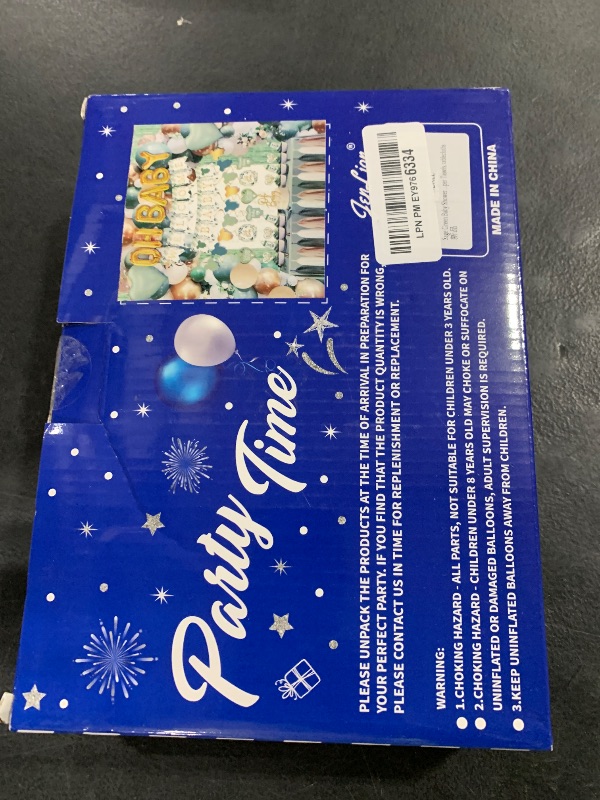 OH BABY
Party Time
LPN PM EY976 6334
新品
MADE IN CHINA
PLEASE UNPACK THE PRODUCTS AT THE TIME OF ARRIVAL IN PREPARATION FOR
YOUR PERFECT PARTY. IF YOU FIND THAT THE PRODUCT QUANTITY IS WRONG,
PLEASE CONTACT US IN TIME FOR REPLENISHMENT OR REPLACEMENT.
WARNING:
1.CHOKING HAZARD - ALL PARTS, NOT SUITABLE FOR CHILDREN UNDER 3 YEARS OLD.
2.CHOKING HAZARD - CHILDREN UNDER 8 YEARS OLD MAY CHOKE OR SUFFOCATE ON
UNINFLATED OR DAMAGED BALLOONS, ADULT SUPERVISION IS REQUIRED.
3.KEEP UNINFLATED BALLOONS AWAY FROM CHILDREN.